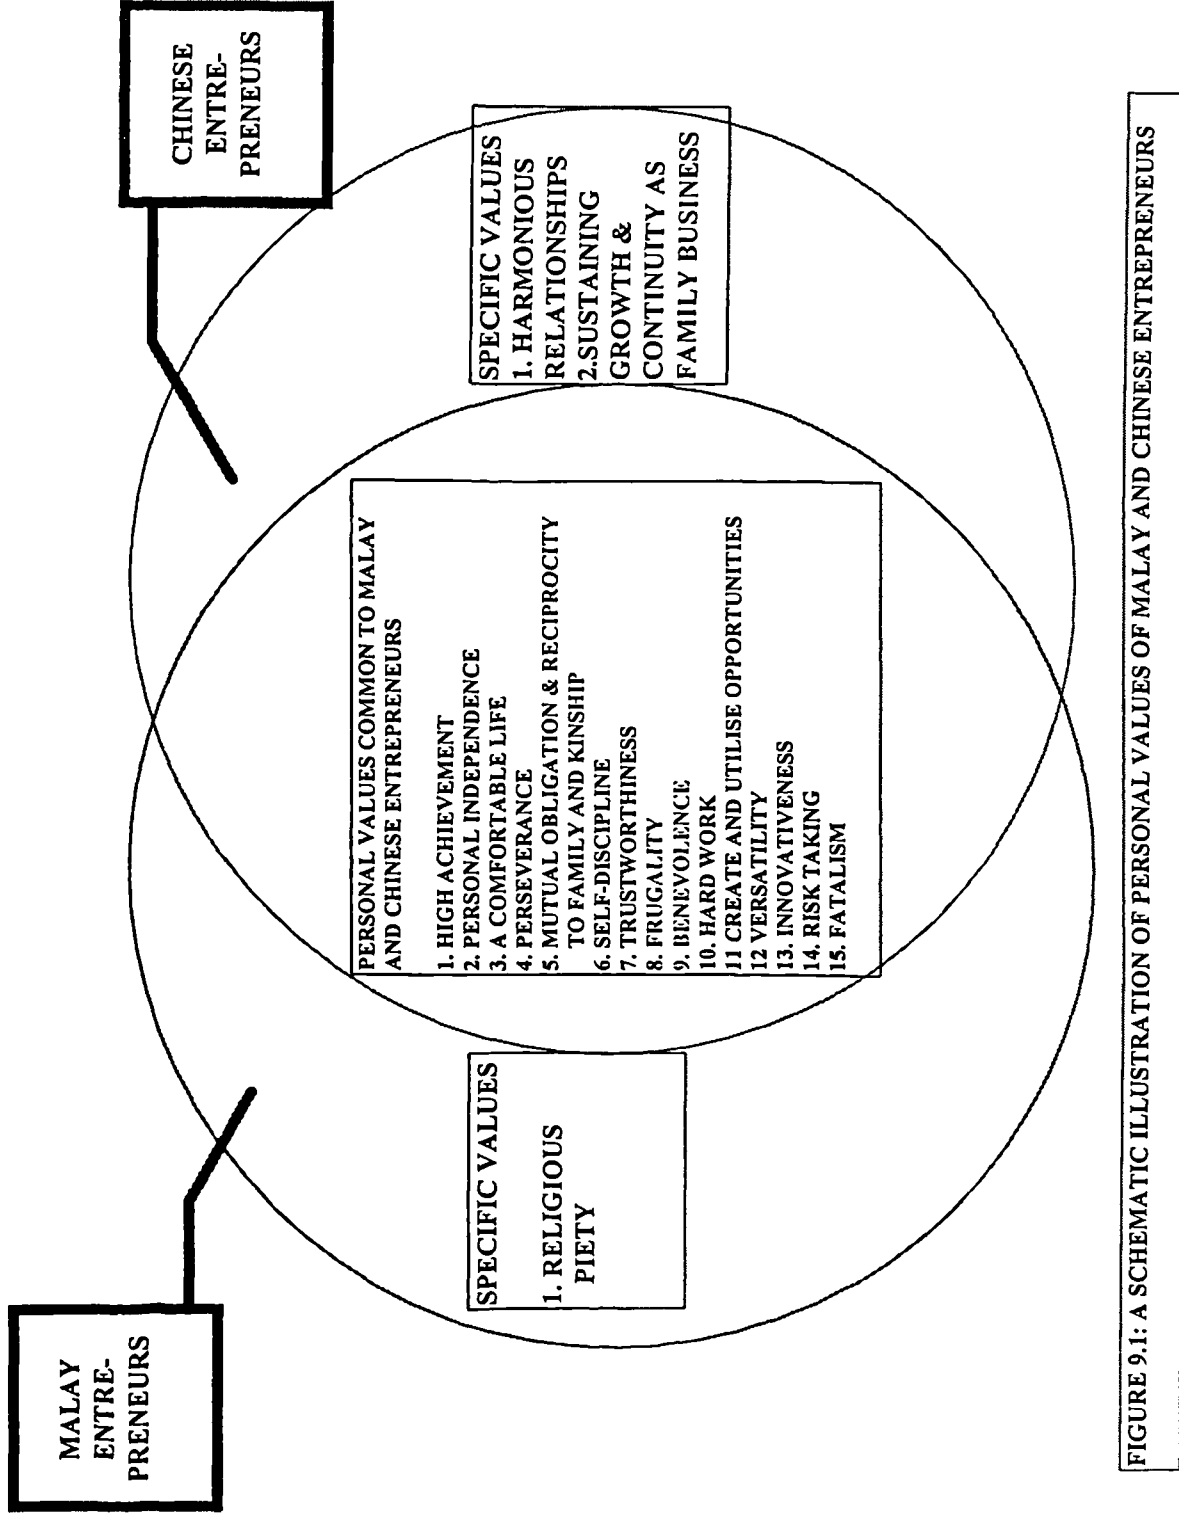 MALAY
ENTRE-
PRENEURS
CHINESE
ENTRE-
PRENEURS
SPECIFIC VALUES
1. RELIGIOUS
PIETY
PERSONAL VALUES COMMON TO MALAY
AND CHINESE ENTREPRENEURS
1. HIGH ACHIEVEMENT
2. PERSONAL INDEPENDENCE
3. A COMFORTABLE LIFE
4. PERSEVERANCE
5. MUTUAL OBLIGATION & RECIPROCITY
TO FAMILY AND KINSHIP
6. SELF-DISCIPLINE
7. TRUSTWORTHINESS
8. FRUGALITY
9. BENEVOLENCE
10. HARD WORK
11 CREATE AND UTILISE OPPORTUNITIES
12 VERSATILITY
13. INNOVATIVENESS
14. RISK TAKING
15. FATALISM
SPECIFIC VALUES
1. HARMONIOUS
RELATIONSHIPS
2.SUSTAINING
GROWTH &
CONTINUITY AS
FAMILY BUSINESS
FIGURE 9.1: A SCHEMATIC ILLUSTRATION OF PERSONAL VALUES OF MALAY AND CHINESE ENTREPRENEURS